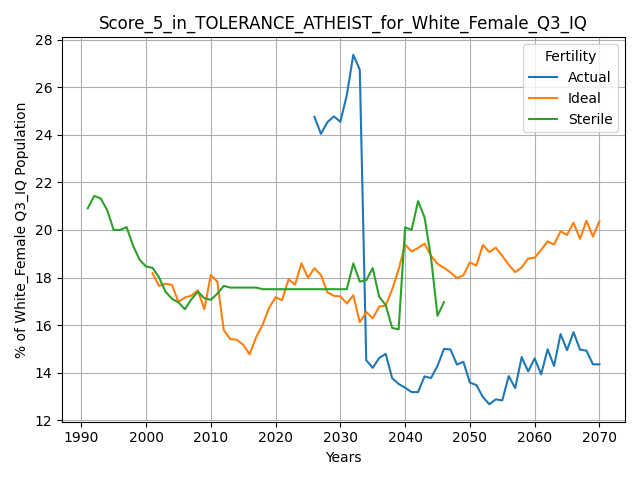 Score_5_in_TOLERANCE_ATHEIST_for_White_Female_Q3_IQ
% of White_Female Q3_IQ Population
28
26
24
22
20
18
16
14
12
Fertility
Actual
Ideal
Sterile
1990 2000 2010 2020 2030 2040 2050 2060 2070
Years